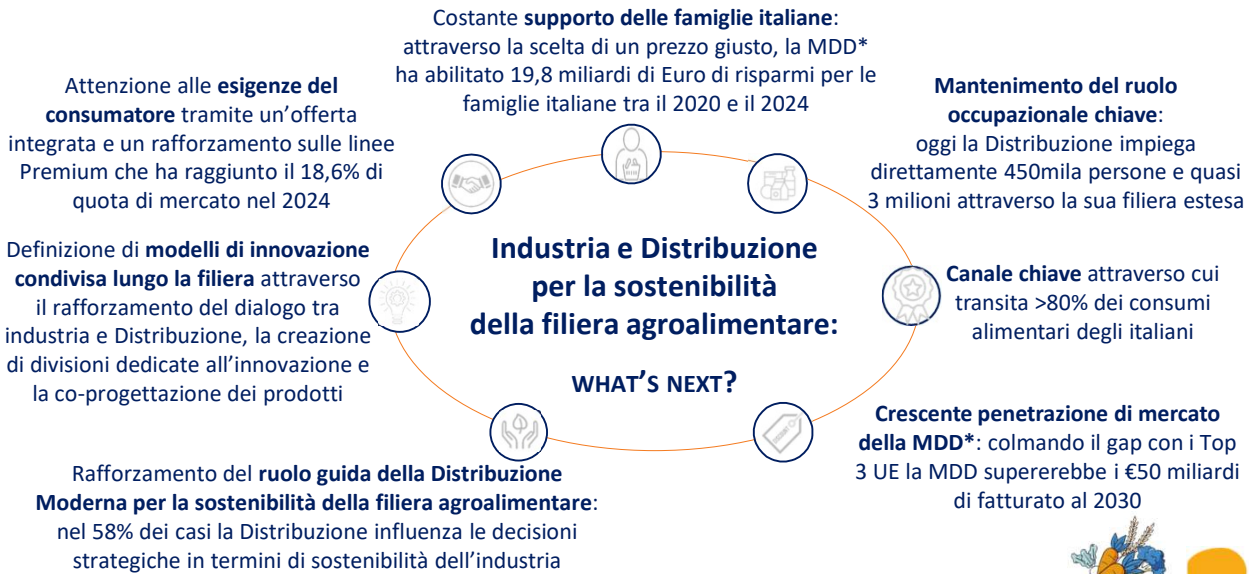 Costante supporto delle famiglie italiane:
attraverso la scelta di un prezzo giusto, la MDD*
ha abilitato 19,8 miliardi di Euro di risparmi per le
famiglie italiane tra il 2020 e il 2024
Attenzione alle esigenze del
consumatore tramite un’offerta
integrata e un rafforzamento sulle linee
Premium che ha raggiunto il 18,6% di
quota di mercato nel 2024
Mantenimento del ruolo
occupazionale chiave:
oggi la Distribuzione impiega
direttamente 450mila persone e quasi
3 milioni attraverso la sua filiera estesa
Definizione di modelli di innovazione
condivisa lungo la filiera attraverso
il rafforzamento del dialogo tra
industria e Distribuzione, la creazione
di divisioni dedicate all’innovazione e
la co-progettazione dei prodotti
Industria e Distribuzione
per la sostenibilità
della filiera agroalimentare:
WHAT’S NEXT?
Canale chiave attraverso cui
transita >80% dei consumi
alimentari degli italiani
Crescente penetrazione di mercato
della MDD*: colmando il gap con i Top
3 UE la MDD supererebbe i €50 miliardi
di fatturato al 2030
Rafforzamento del ruolo guida della Distribuzione
Moderna per la sostenibilità della filiera agroalimentare:
nel 58% dei casi la Distribuzione influenza le decisioni
strategiche in termini di sostenibilità dell’industria